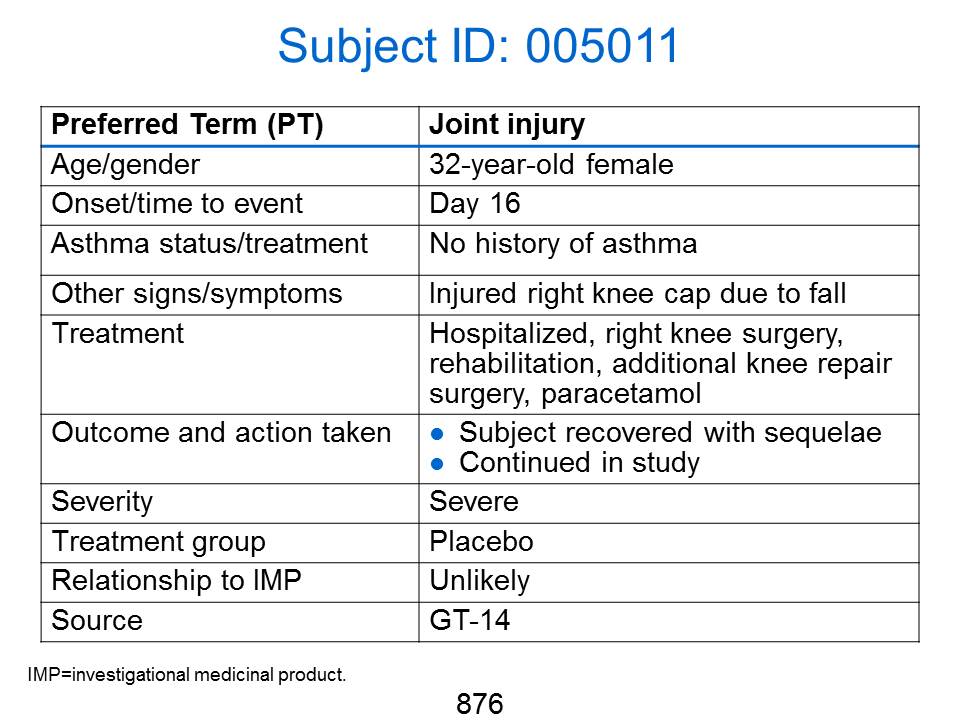 Subject ID: 005011
Preferred Term (PT) Joint injury
Age/gender 32-year-old female
Onset/time to event Day 16
Asthma status/treatment No history of asthma
Other signs/symptoms Injured right knee cap due to fall
Treatment Hospitalized, right knee surgery,
rehabilitation, additional knee repair
surgery, paracetamol
Outcome and action taken ● Subject recovered with sequelae
● Continued in study
Severity Severe
Treatment group Placebo
Relationship to IMP Unlikely
Source GT-14
IMP=investigational medicinal product.
876